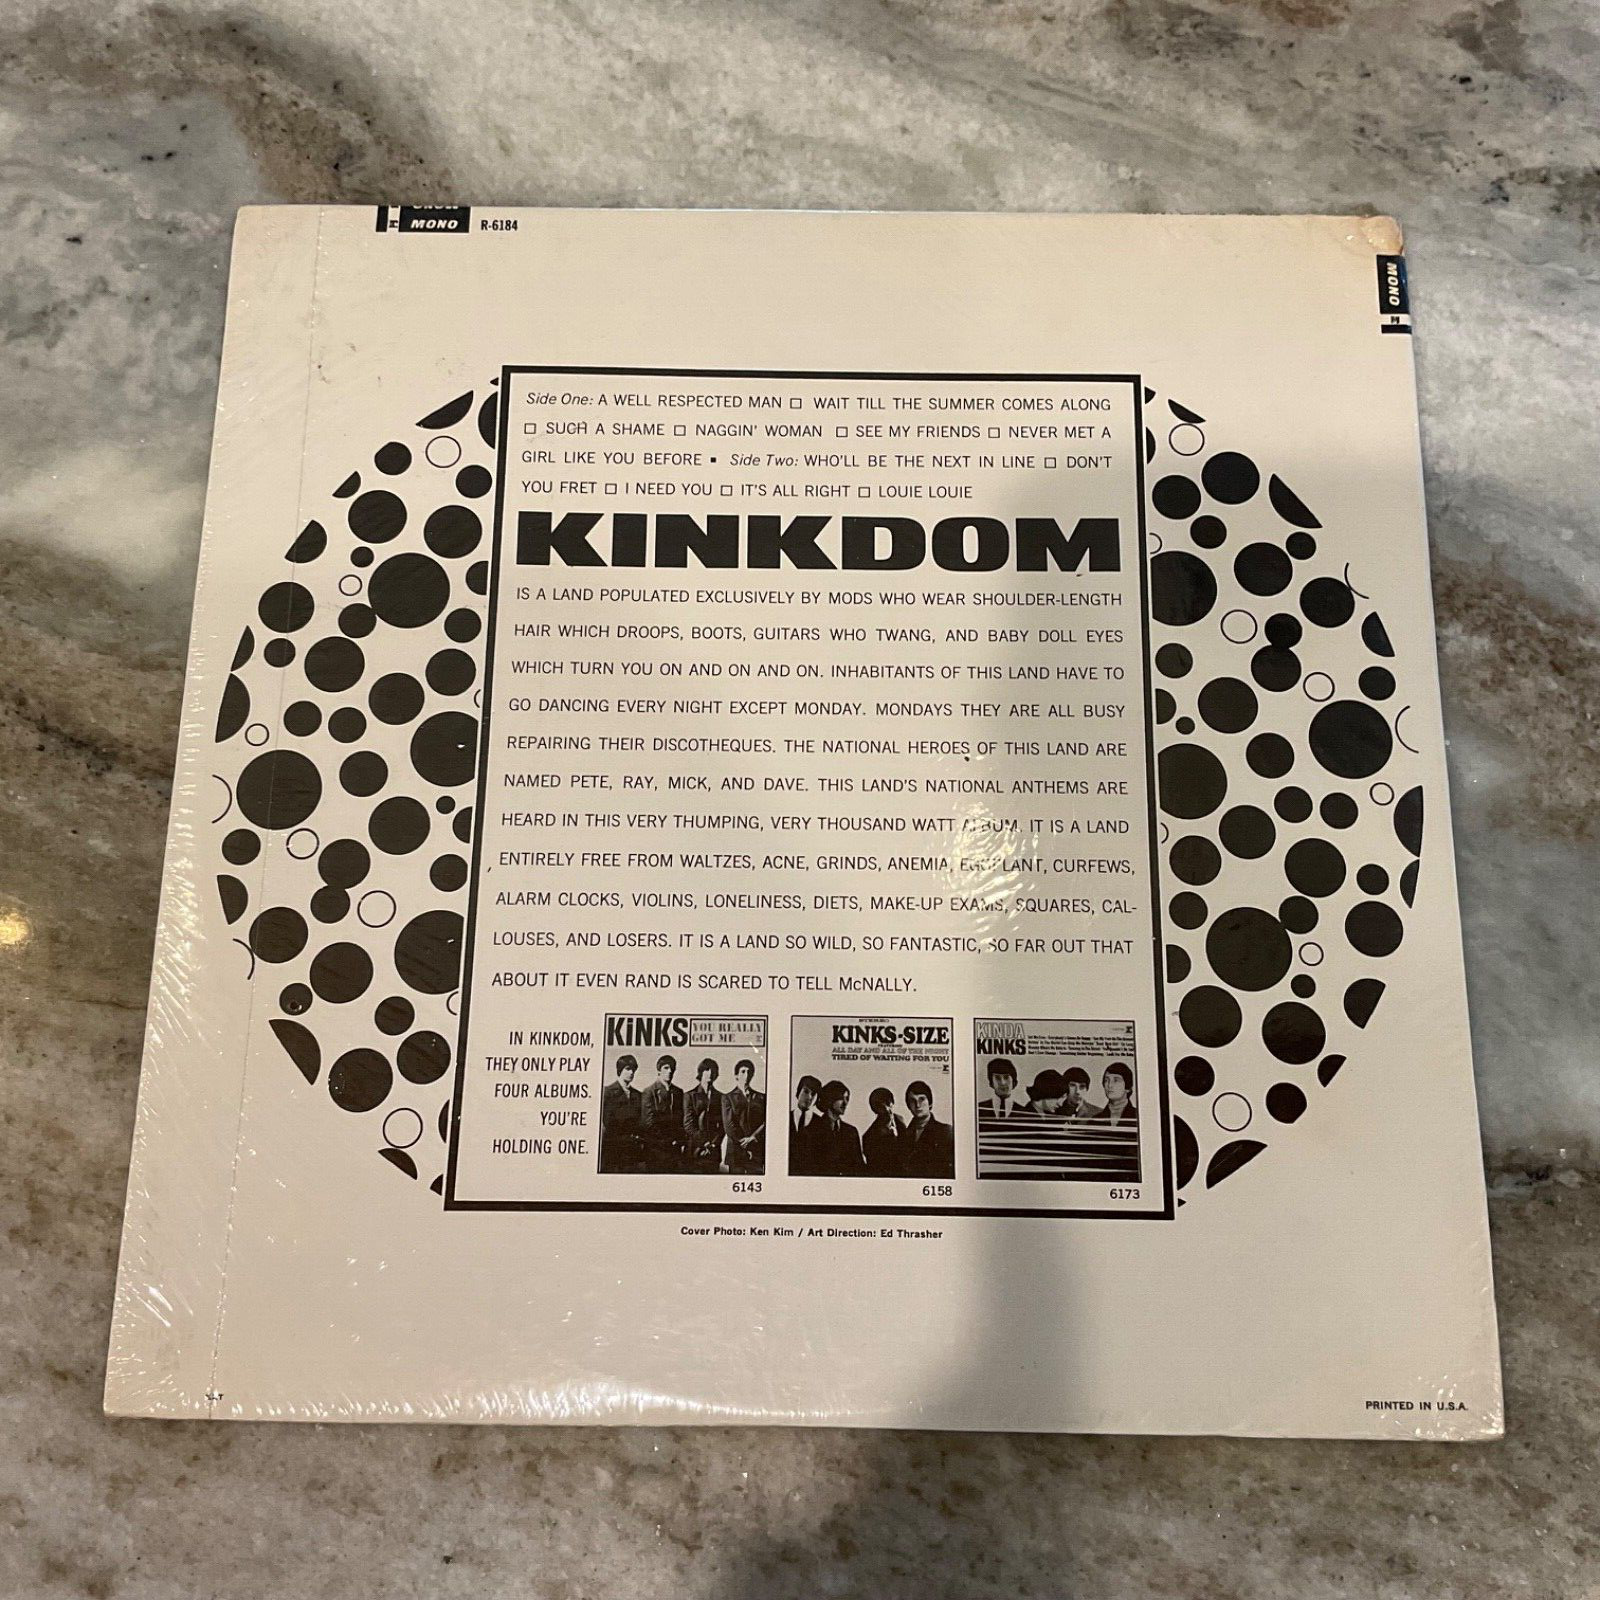 MONO R-6184
MONO
Side One: A WELL RESPECTED MAN □ WAIT TILL THE SUMMER COMES ALONG
□ SUCH A SHAME □ NAGGIN' WOMAN □ SEE MY FRIENDS □ NEVER MET A
GIRL LIKE YOU BEFORE ▪ Side Two: WHO'LL BE THE NEXT IN LINE □ DON'T
YOU FRET □ I NEED YOU □ IT'S ALL RIGHT □ LOUIE LOUIE
KINKDOM
IS A LAND POPULATED EXCLUSIVELY BY MODS WHO WEAR SHOULDER-LENGTH
HAIR WHICH DROOPS, BOOTS, GUITARS WHO TWANG, AND BABY DOLL EYES
WHICH TURN YOU ON AND ON AND ON. INHABITANTS OF THIS LAND HAVE TO
GO DANCING EVERY NIGHT EXCEPT MONDAY. MONDAYS THEY ARE ALL BUSY
REPAIRING THEIR DISCOTHEQUES. THE NATIONAL HEROES OF THIS LAND ARE
NAMED PETE, RAY, MICK, AND DAVE. THIS LAND'S NATIONAL ANTHEMS ARE
HEARD IN THIS VERY THUMPING, VERY THOUSAND WATT ALBUM. IT IS A LAND
ENTIRELY FREE FROM WALTZES, ACNE, GRINDS, ANEMIA, EGGPLANT, CURFEWS,
ALARM CLOCKS, VIOLINS, LONELINESS, DIETS, MAKE-UP EXAMS, SQUARES, CAL-
LOUSES, AND LOSERS. IT IS A LAND SO WILD, SO FANTASTIC, SO FAR OUT THAT
ABOUT IT EVEN RAND IS SCARED TO TELL McNALLY.
IN KINKDOM,
THEY ONLY PLAY
FOUR ALBUMS.
YOU'RE
HOLDING ONE.
KiNKS YOU REALLY
GOT ME
6143
STEREO
KINKS-SIZE
FEATURING
ALL DAY AND ALL OF THE NIGHT
TIRED OF WAITING FOR YOU
6158
KINDA
KINKS
6173
Cover Photo: Ken Kim / Art Direction: Ed Thrasher
PRINTED IN U.S.A.